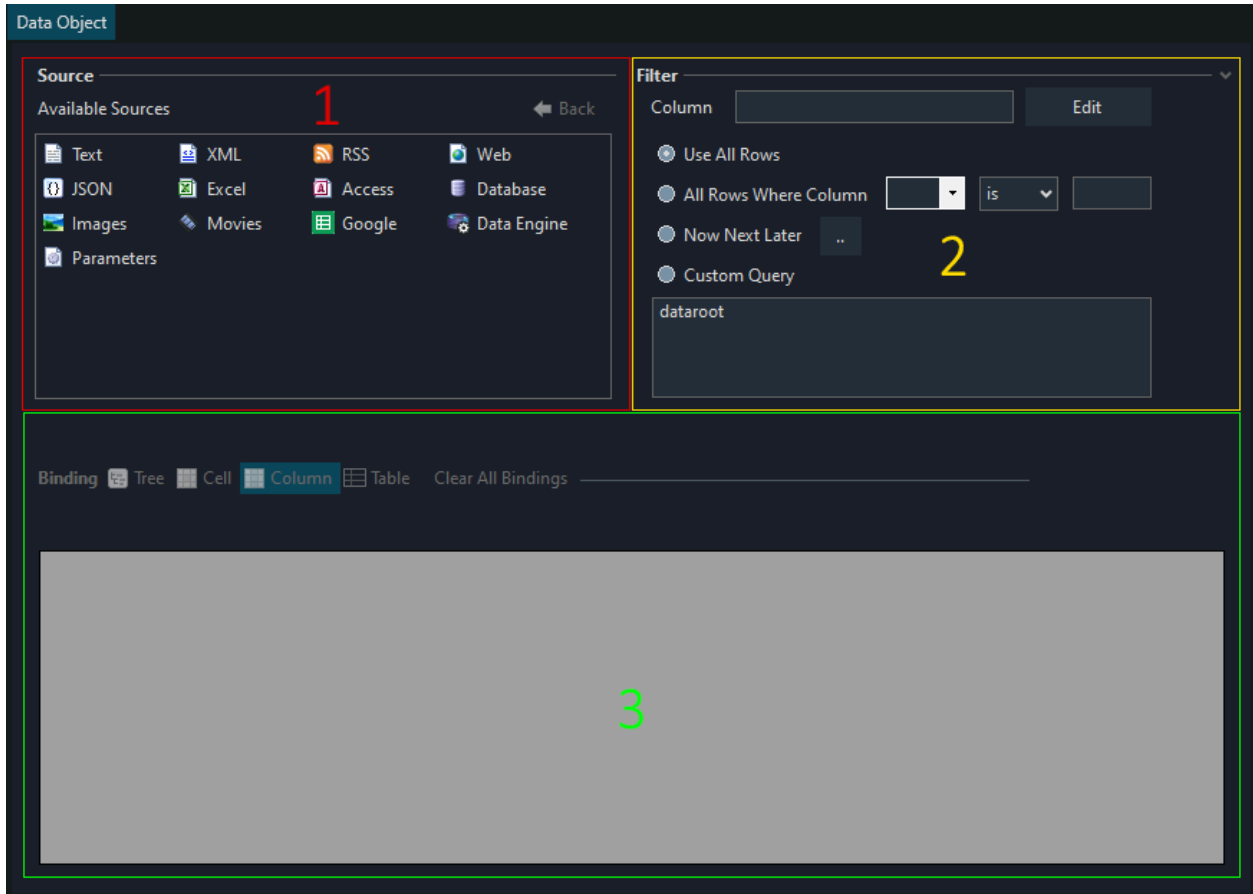 Data Object
Source
Available Sources
Back
1
Text XML RSS Web
JSON Excel Access Database
Images Movies Google Data Engine
Parameters
Filter
Column Edit
Use All Rows
All Rows Where Column is
Now Next Later ..
2
Custom Query
dataroot
Binding Tree Cell Column Table Clear All Bindings
3